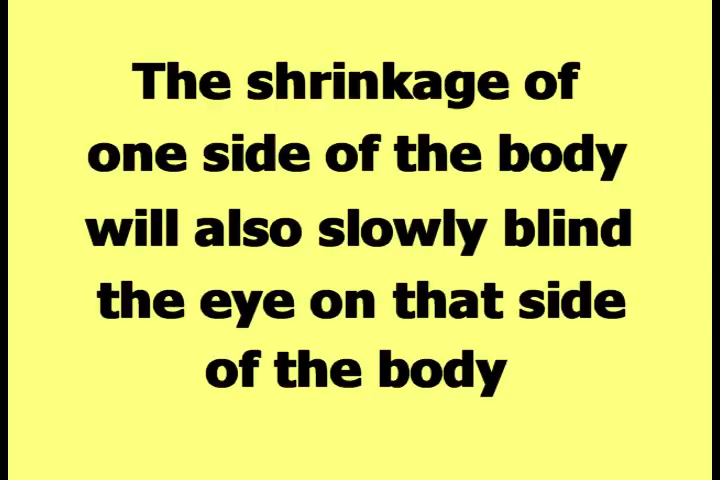 The shrinkage of
one side of the body
will also slowly blind
the eye on that side
of the body